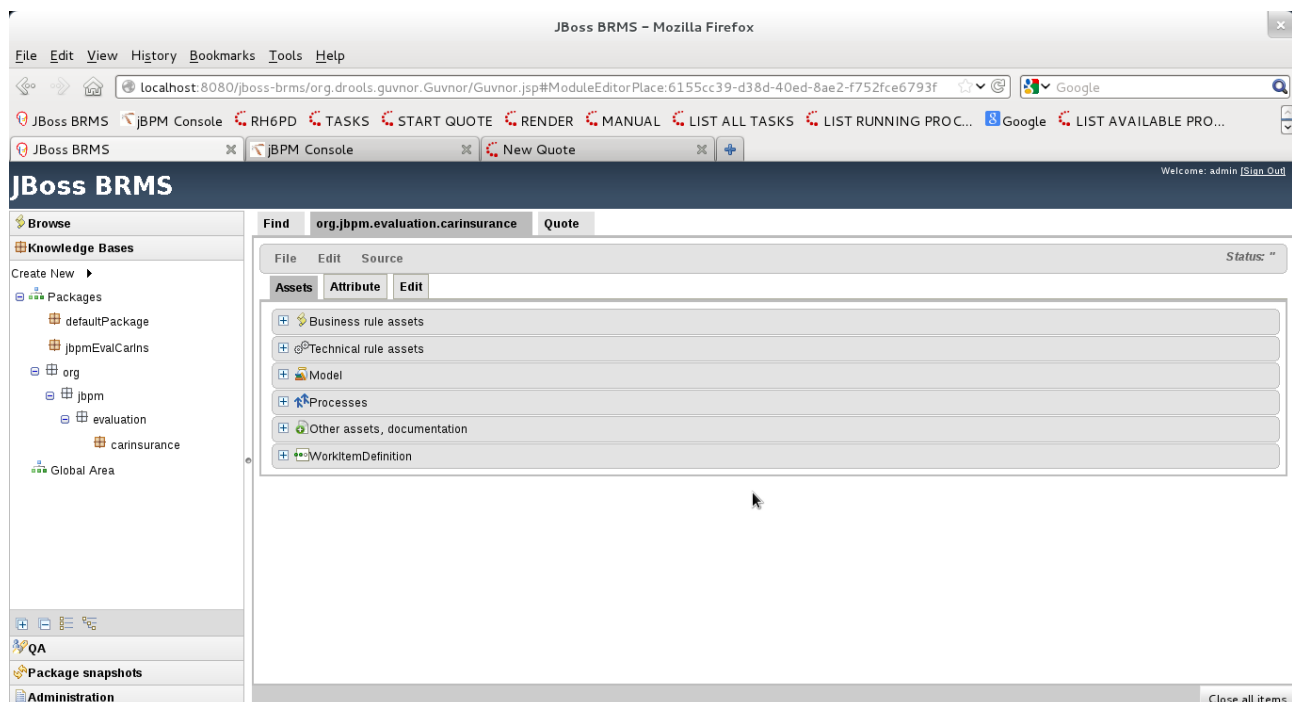 JBoss BRMS - Mozilla Firefox
File Edit View History Bookmarks Tools Help
localhost:8080/jboss-brms/org.drools.guvnor.Guvnor/Guvnor.jsp#ModuleEditorPlace:6155cc39-d38d-40ed-8ae2-f752fce6793f Google
JBoss BRMS jBPM Console RH6PD TASKS START QUOTE RENDER MANUAL LIST ALL TASKS LIST RUNNING PROC... Google LIST AVAILABLE PRO...
JBoss BRMS jBPM Console New Quote
JBoss BRMS
Welcome: admin [Sign Out]
Browse
Find org.jbpm.evaluation.carinsurance Quote
Knowledge Bases
File Edit Source Status: "
Create New
Assets Attribute Edit
Packages
defaultPackage
Business rule assets
jbpmEvalCarIns
Technical rule assets
org
Model
jbpm
Processes
evaluation
Other assets, documentation
carinsurance
WorkItemDefinition
Global Area
QA
Package snapshots
Administration
Close all items